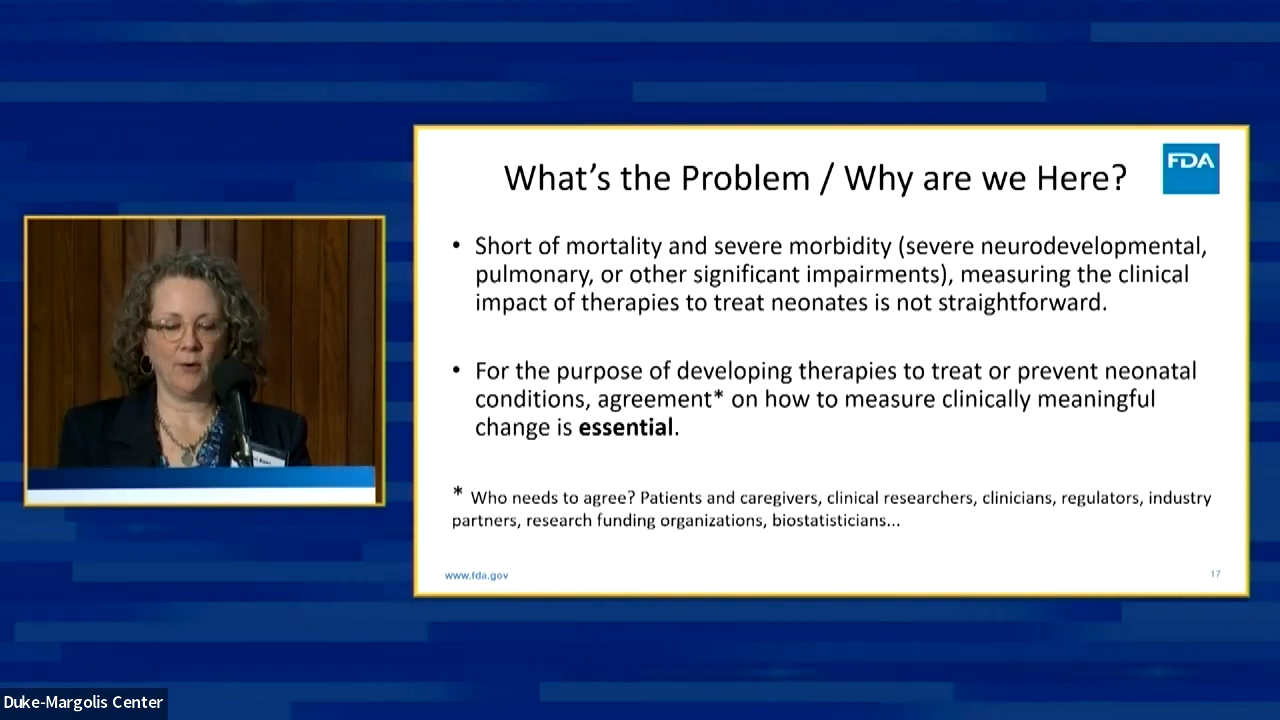 What's the Problem / Why are we Here?
FDA
• Short of mortality and severe morbidity (severe neurodevelopmental,
pulmonary, or other significant impairments), measuring the clinical
impact of therapies to treat neonates is not straightforward.
• For the purpose of developing therapies to treat or prevent neonatal
conditions, agreement* on how to measure clinically meaningful
change is essential.
* Who needs to agree? Patients and caregivers, clinical researchers, clinicians, regulators, industry
partners, research funding organizations, biostatisticians...
www.fda.gov
17
Duke-Margolis Center